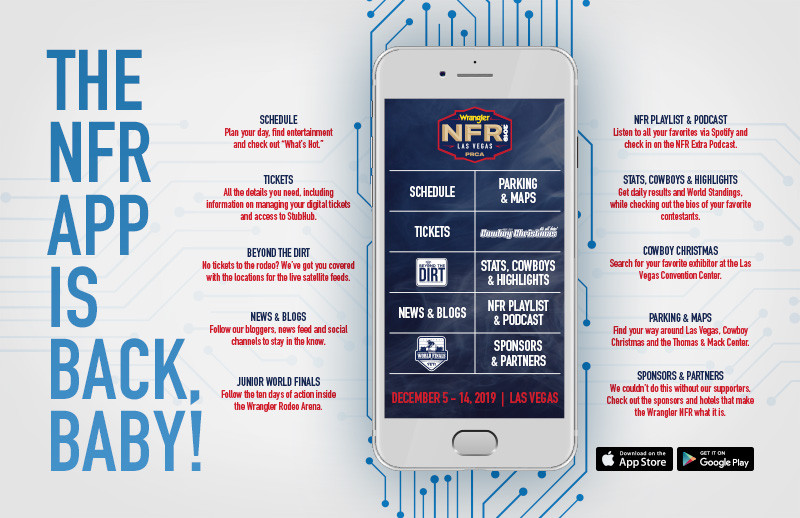 THE
NFR
APP
IS
BACK,
BABY!
SCHEDULE
Plan your day, find entertainment
and check out "What's Hot."
TICKETS
All the details you need, including
information on managing your digital tickets
and access to StubHub.
BEYOND THE DIRT
No tickets to the rodeo? We've got you covered
with the locations for the live satellite feeds.
NEWS & BLOGS
Follow our bloggers, news feed and social
channels to stay in the know.
JUNIOR WORLD FINALS
Follow the ten days of action inside
the Wrangler Rodeo Arena.
Wrangler
NFR 2019
LAS VEGAS
PRCA
SCHEDULE
PARKING
& MAPS
TICKETS
Cowboy Christmas
BEYOND THE
DIRT
STATS, COWBOYS
& HIGHLIGHTS
NEWS & BLOGS
NFR PLAYLIST
& PODCAST
WORLD FINALS
SPONSORS
& PARTNERS
DECEMBER 5 - 14, 2019 | LAS VEGAS
NFR PLAYLIST & PODCAST
Listen to all your favorites via Spotify and
check in on the NFR Extra Podcast.
STATS, COWBOYS & HIGHLIGHTS
Get daily results and World Standings,
while checking out the bios of your favorite
contestants.
COWBOY CHRISTMAS
Search for your favorite exhibitor at the Las
Vegas Convention Center.
PARKING & MAPS
Find your way around Las Vegas, Cowboy
Christmas and the Thomas & Mack Center.
SPONSORS & PARTNERS
We couldn't do this without our supporters.
Check out the sponsors and hotels that make
the Wrangler NFR what it is.
Download on the
App Store
GET IT ON
Google Play